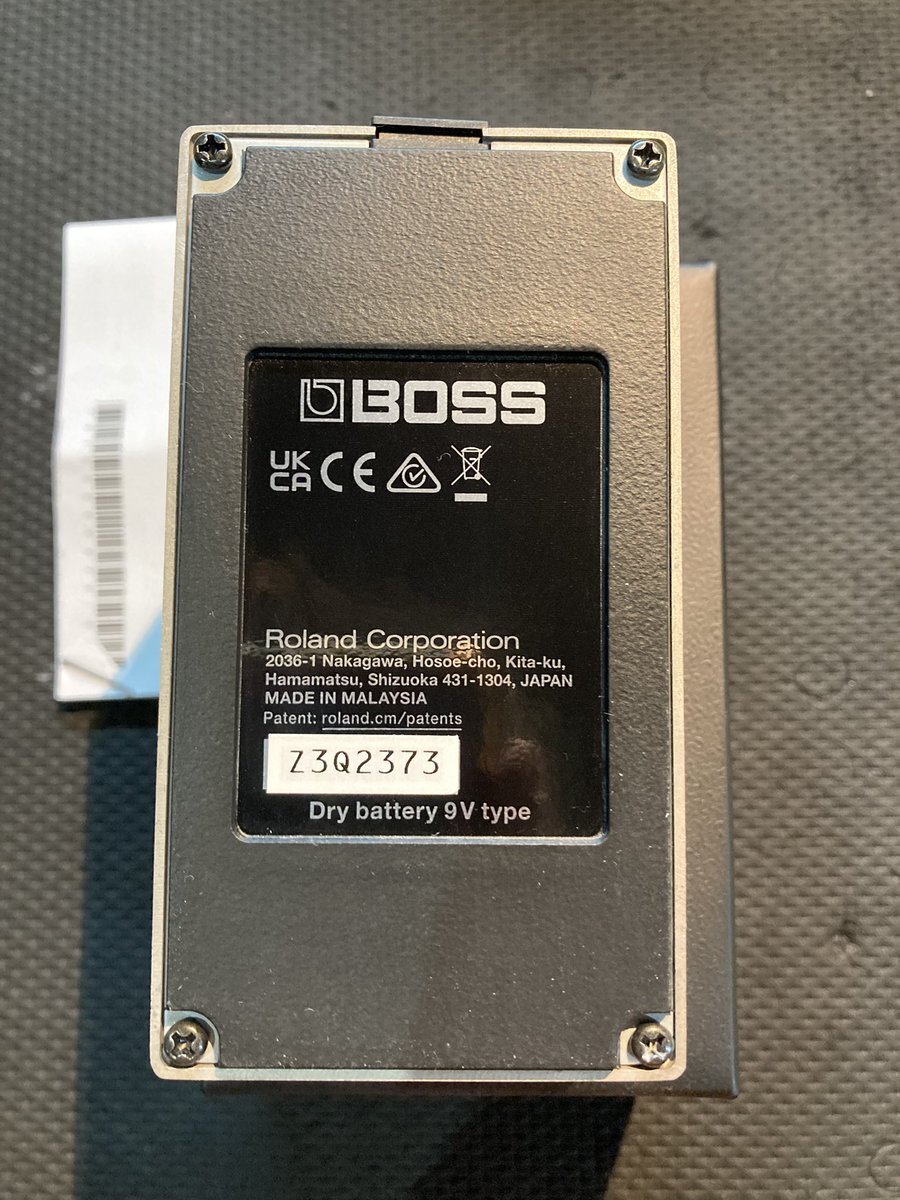 BOSS
UK
CA CE
Roland Corporation
2036-1 Nakagawa, Hosoe-cho, Kita-ku,
Hamamatsu, Shizuoka 431-1304, JAPAN
MADE IN MALAYSIA
Patent: roland.cm/patents
Z3Q2373
Dry battery 9V type